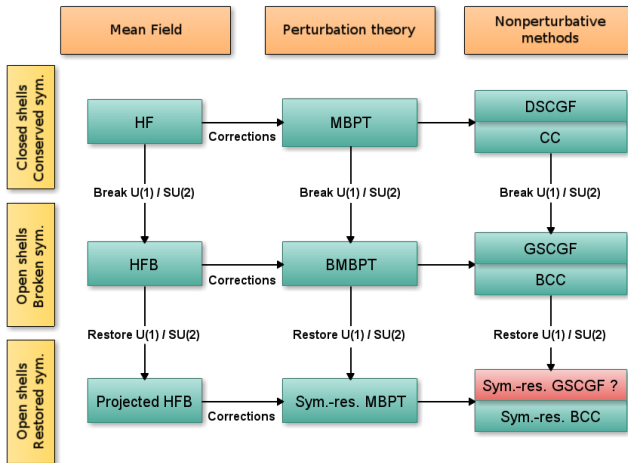 Mean Field
Perturbation theory
Nonperturbative
methods
Closed shells
Conserved sym.
HF
Corrections
MBPT
DSCGF
CC
Break U(1) / SU(2)
Break U(1) / SU(2)
Break U(1) / SU(2)
Open shells
Broken sym.
HFB
Corrections
BMBPT
GSCGF
BCC
Restore U(1) / SU(2)
Restore U(1) / SU(2)
Restore U(1) / SU(2)
Open shells
Restored sym.
Projected HFB
Corrections
Sym.-res. MBPT
Sym.-res. GSCGF ?
Sym.-res. BCC